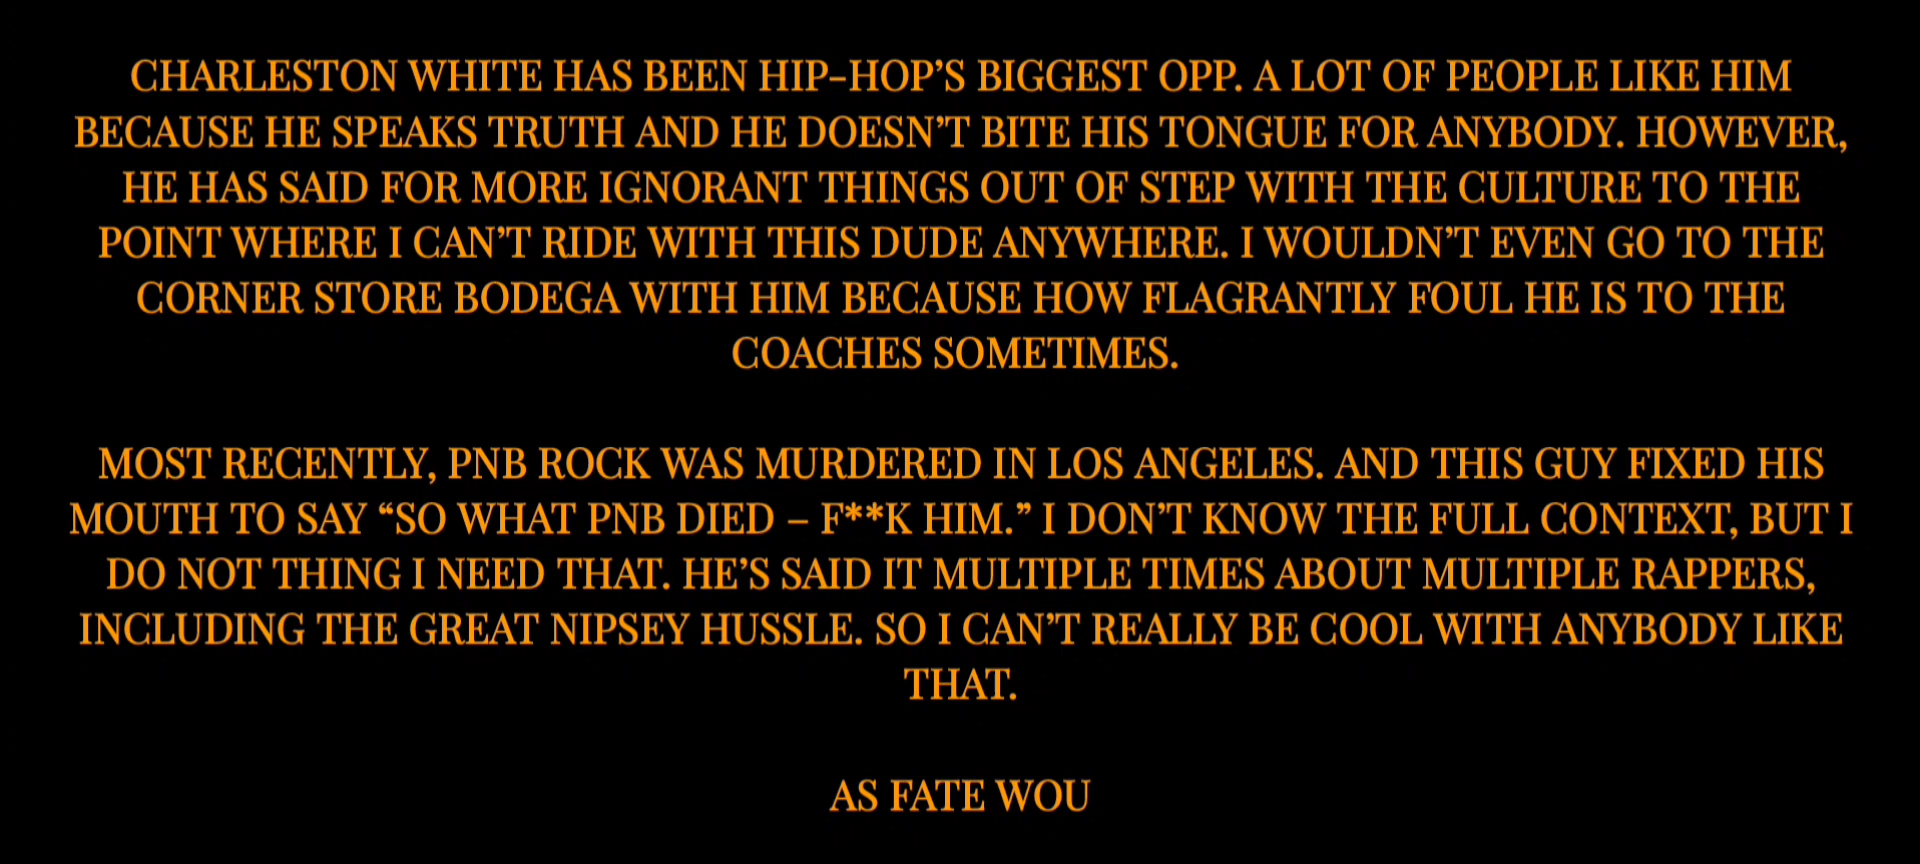 CHARLESTON WHITE HAS BEEN HIP-HOP’S BIGGEST OPP. A LOT OF PEOPLE LIKE HIM
BECAUSE HE SPEAKS TRUTH AND HE DOESN’T BITE HIS TONGUE FOR ANYBODY. HOWEVER,
HE HAS SAID FOR MORE IGNORANT THINGS OUT OF STEP WITH THE CULTURE TO THE
POINT WHERE I CAN’T RIDE WITH THIS DUDE ANYWHERE. I WOULDN’T EVEN GO TO THE
CORNER STORE BODEGA WITH HIM BECAUSE HOW FLAGRANTLY FOUL HE IS TO THE
COACHES SOMETIMES.
MOST RECENTLY, PNB ROCK WAS MURDERED IN LOS ANGELES. AND THIS GUY FIXED HIS
MOUTH TO SAY “SO WHAT PNB DIED – F**K HIM.” I DON’T KNOW THE FULL CONTEXT, BUT I
DO NOT THING I NEED THAT. HE’S SAID IT MULTIPLE TIMES ABOUT MULTIPLE RAPPERS,
INCLUDING THE GREAT NIPSEY HUSSLE. SO I CAN’T REALLY BE COOL WITH ANYBODY LIKE
THAT.
AS FATE WOU